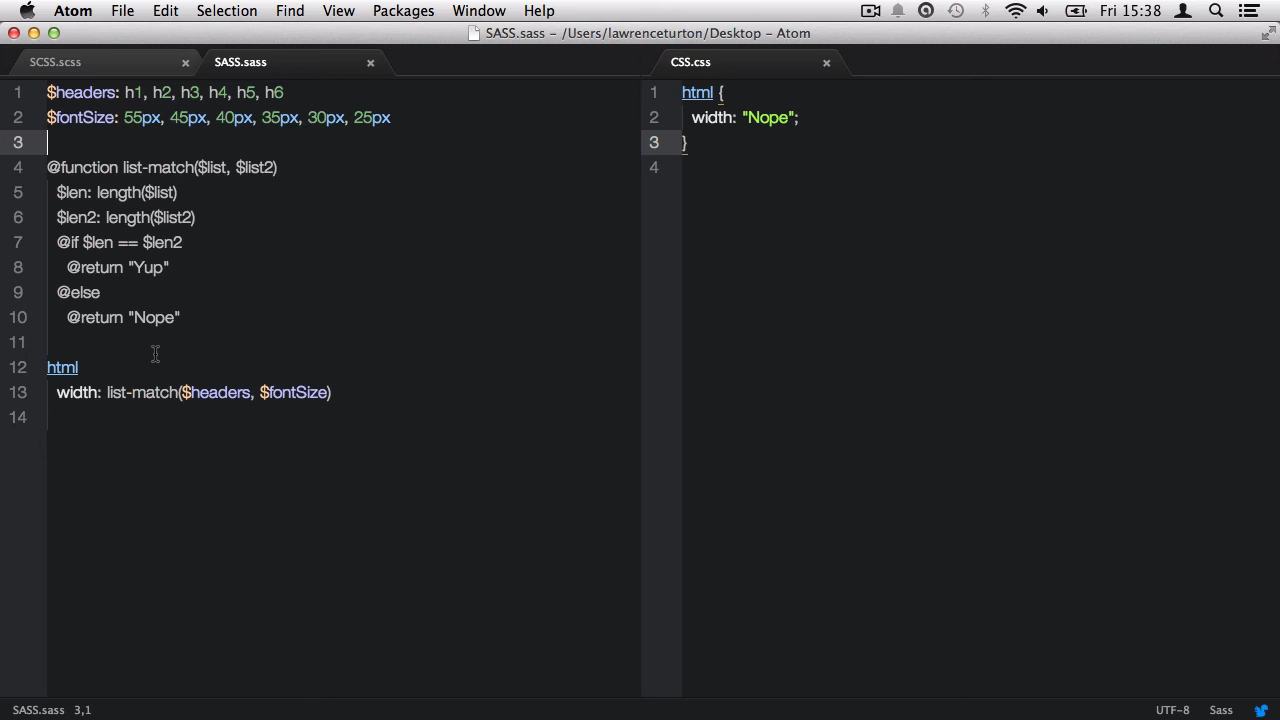 Atom File Edit Selection Find View Packages Window Help Fri 15:38
SASS.sass – /Users/lawrenceturton/Desktop – Atom
SCSS.scss SASS.sass CSS.css
1 $headers: h1, h2, h3, h4, h5, h6
2 $fontSize: 55px, 45px, 40px, 35px, 30px, 25px
3
4 @function list-match($list, $list2)
5 $len: length($list)
6 $len2: length($list2)
7 @if $len == $len2
8 @return "Yup"
9 @else
10 @return "Nope"
11
12 html
13 width: list-match($headers, $fontSize)
14
1 html {
2 width: "Nope";
3 }
4
SASS.sass 3,1 UTF-8 Sass